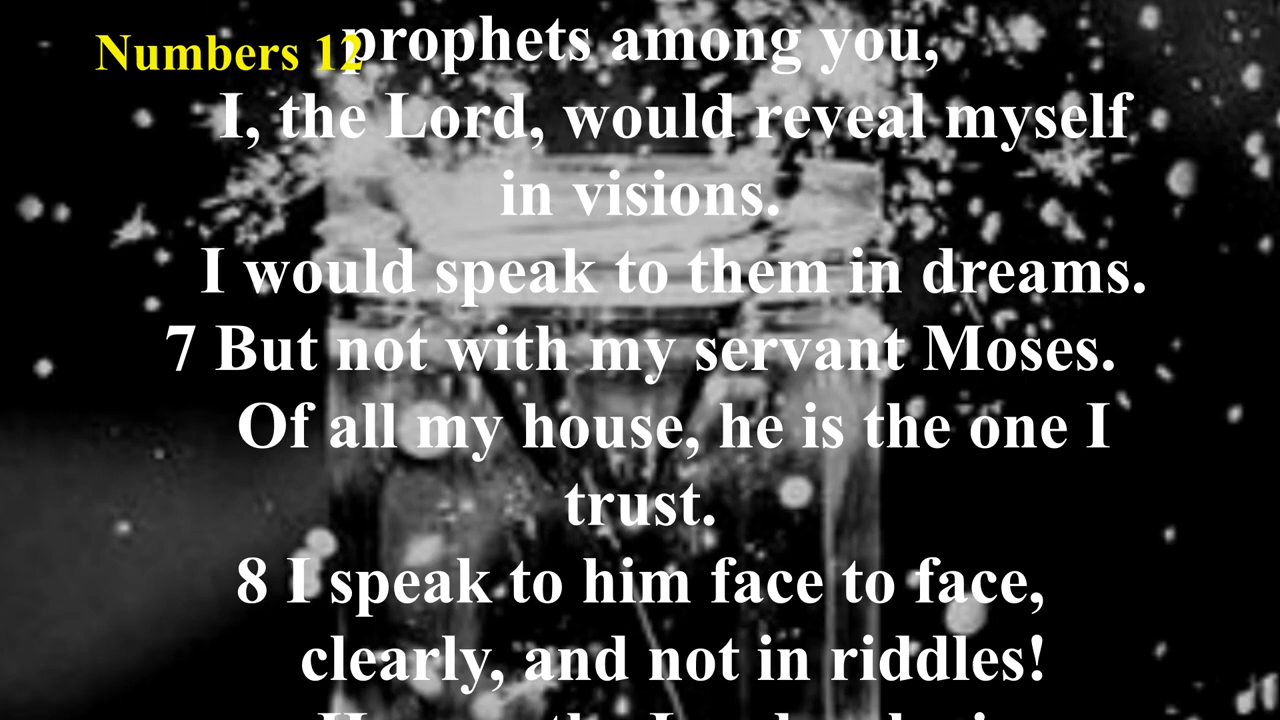 Numbers 12
prophets among you,
I, the Lord, would reveal myself
in visions.
I would speak to them in dreams.
7 But not with my servant Moses.
Of all my house, he is the one I
trust.
8 I speak to him face to face,
clearly, and not in riddles!